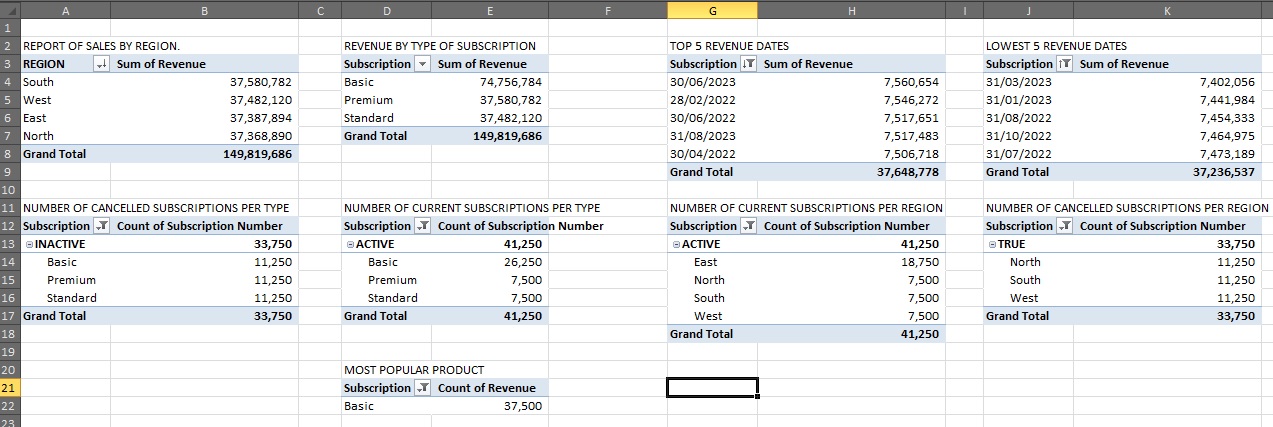 A B C D E F G H I J K
1
2 REPORT OF SALES BY REGION. REVENUE BY TYPE OF SUBSCRIPTION TOP 5 REVENUE DATES LOWEST 5 REVENUE DATES
3 REGION Sum of Revenue Subscription Sum of Revenue Subscription Sum of Revenue Subscription Sum of Revenue
4 South 37,580,782 Basic 74,756,784 30/06/2023 7,560,654 31/03/2023 7,402,056
5 West 37,482,120 Premium 37,580,782 28/02/2022 7,546,272 31/01/2023 7,441,984
6 East 37,387,894 Standard 37,482,120 30/06/2022 7,517,651 31/08/2022 7,454,333
7 North 37,368,890 Grand Total 149,819,686 31/08/2023 7,517,483 31/10/2022 7,464,975
8 Grand Total 149,819,686 30/04/2022 7,506,718 31/07/2022 7,473,189
9 Grand Total 37,648,778 Grand Total 37,236,537
10
11 NUMBER OF CANCELLED SUBSCRIPTIONS PER TYPE NUMBER OF CURRENT SUBSCRIPTIONS PER TYPE NUMBER OF CURRENT SUBSCRIPTIONS PER REGION NUMBER OF CANCELLED SUBSCRIPTIONS PER REGION
12 Subscription Count of Subscription Number Subscription Count of Subscription Number Subscription Count of Subscription Number Subscription Count of Subscription Number
13 INACTIVE 33,750 ACTIVE 41,250 ACTIVE 41,250 TRUE 33,750
14 Basic 11,250 Basic 26,250 East 18,750 North 11,250
15 Premium 11,250 Premium 7,500 North 7,500 South 11,250
16 Standard 11,250 Standard 7,500 South 7,500 West 11,250
17 Grand Total 33,750 Grand Total 41,250 West 7,500 Grand Total 33,750
18 Grand Total 41,250
19
20 MOST POPULAR PRODUCT
21 Subscription Count of Revenue
22 Basic 37,500
23